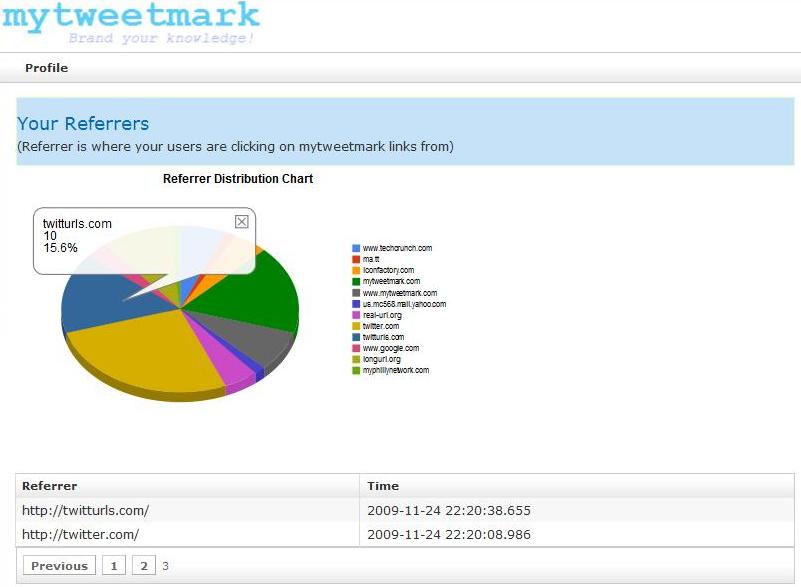 mytweetmark
Brand your knowledge!
Profile
Your Referrers
(Referrer is where your users are clicking on mytweetmark links from)
Referrer Distribution Chart
twitturls.com
10
15.6%
www.techcrunch.com
ma.tt
iconfactory.com
mytweetmark.com
www.mytweetmark.com
us.mc568.mail.yahoo.com
real-url.org
twitter.com
twitturls.com
www.google.com
longurl.org
myphillynetwork.com
Referrer Time
http://twitturls.com/ 2009-11-24 22:20:38.655
http://twitter.com/ 2009-11-24 22:20:08.986
Previous 1 2 3